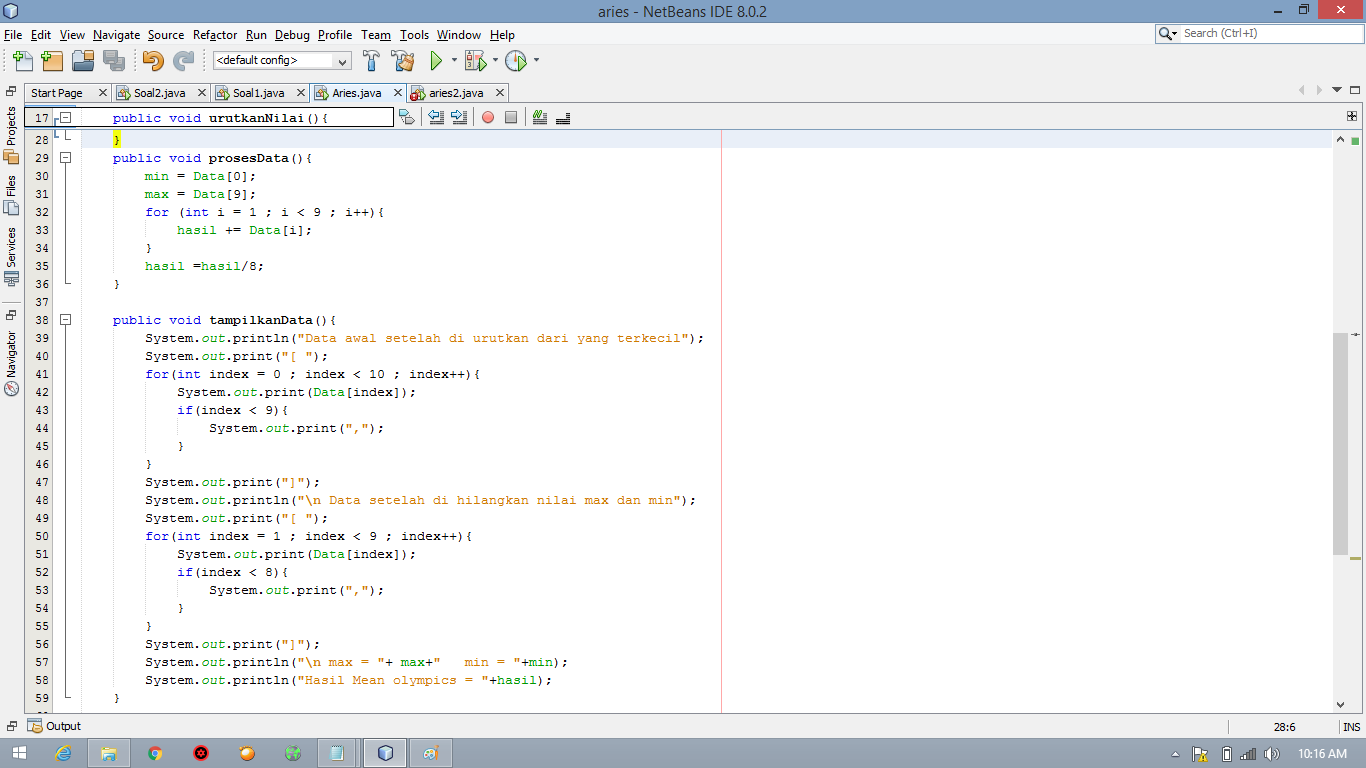 aries - NetBeans IDE 8.0.2
File Edit View Navigate Source Refactor Run Debug Profile Team Tools Window Help
Search (Ctrl+I)
<default config>
Start Page Soal2.java Soal1.java Aries.java aries2.java
Projects
Files
Services
Navigator
17 public void urutkanNilai(){
28 }
29 public void prosesData(){
30 min = Data[0];
31 max = Data[9];
32 for (int i = 1 ; i < 9 ; i++){
33 hasil += Data[i];
34 }
35 hasil =hasil/8;
36 }
37
38 public void tampilkanData(){
39 System.out.println("Data awal setelah di urutkan dari yang terkecil");
40 System.out.print("[ ");
41 for(int index = 0 ; index < 10 ; index++){
42 System.out.print(Data[index]);
43 if(index < 9){
44 System.out.print(",");
45 }
46 }
47 System.out.print("]");
48 System.out.println("\n Data setelah di hilangkan nilai max dan min");
49 System.out.print("[ ");
50 for(int index = 1 ; index < 9 ; index++){
51 System.out.print(Data[index]);
52 if(index < 8){
53 System.out.print(",");
54 }
55 }
56 System.out.print("]");
57 System.out.println("\n max = "+ max+"   min = "+min);
58 System.out.println("Hasil Mean olympics = "+hasil);
59 }
Output
28:6 INS
10:16 AM